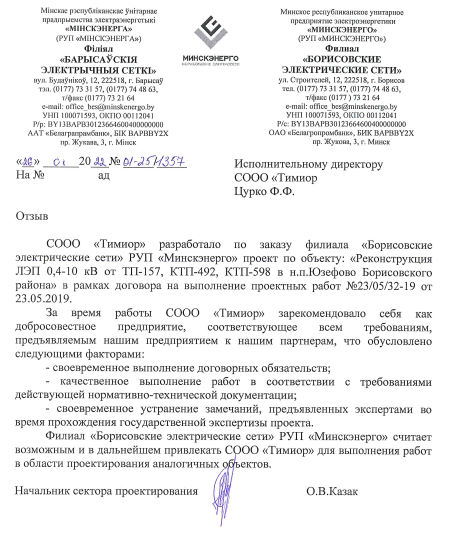 Мінскае рэспубліканскае ўнітарнае
прадпрыемства электраэнергетыкі
«МІНСКЭНЕРГА»
(РУП «МІНСКЭНЕРГА»)
Філіял
«БАРЫСАЎСКІЯ
ЭЛЕКТРЫЧНЫЯ СЕТКІ»
вул. Будаўнікоў, 12, 222518, г. Барысаў
тэл. (0177) 73 31 57, (0177) 74 48 63,
т/факс (0177) 73 21 64
e-mail: office_bes@minskenergo.by
УНП 100071593, ОКПО 00112041
Р/р: BY13BAPB30123664600400000000
ААТ «Белаграпрамбанк», БІК BAPBBY2X
пр. Жукава, 3, г. Мінск
МИНСКЭНЕРГО
Минское республиканское унитарное
предприятие электроэнергетики
«МИНСКЭНЕРГО»
(РУП «МИНСКЭНЕРГО»)
Филиал
«БОРИСОВСКИЕ
ЭЛЕКТРИЧЕСКИЕ СЕТИ»
ул. Строителей, 12, 222518, г. Борисов
тел. (0177) 73 31 57, (0177) 74 48 63,
т/факс (0177) 73 21 64
e-mail: office_bes@minskenergo.by
УНП 100071593, ОКПО 00112041
Р/с: BY13BAPB30123664600400000000
ОАО «Белагропромбанк», БИК BAPBBY2X
пр. Жукова, 3, г. Минск
«26» 01 2022 № 01-25/1357
На № ад
Исполнительному директору
СООО «Тимиор
Цурко Ф.Ф.
Отзыв
СООО «Тимиор» разработало по заказу филиала «Борисовские
электрические сети» РУП «Минскэнерго» проект по объекту: «Реконструкция
ЛЭП 0,4-10 кВ от ТП-157, КТП-492, КТП-598 в н.п.Юзефово Борисовского
района» в рамках договора на выполнение проектных работ №23/05/32-19 от
23.05.2019.
За время работы СООО «Тимиор» зарекомендовало себя как
добросовестное предприятие, соответствующее всем требованиям,
предъявляемым нашим предприятием к нашим партнерам, что обусловлено
следующими факторами:
- своевременное выполнение договорных обязательств;
- качественное выполнение работ в соответствии с требованиями
действующей нормативно-технической документации;
- своевременное устранение замечаний, предъявленных экспертами во
время прохождения государственной экспертизы проекта.
Филиал «Борисовские электрические сети» РУП «Минскэнерго» считает
возможным и в дальнейшем привлекать СООО «Тимиор» для выполнения работ
в области проектирования аналогичных объектов.
Начальник сектора проектирования О.В.Казак